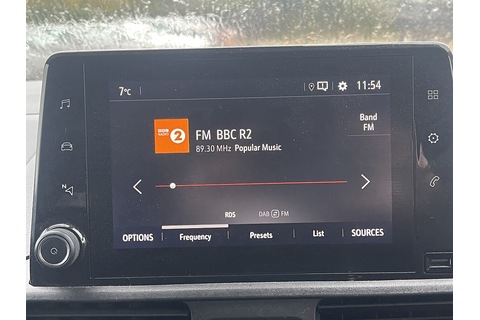 7°C
11:54
BBC RADIO 2
FM BBC R2
89.30 MHz Popular Music
Band
FM
N
RDS
DAB FM
OPTIONS Frequency Presets List SOURCES